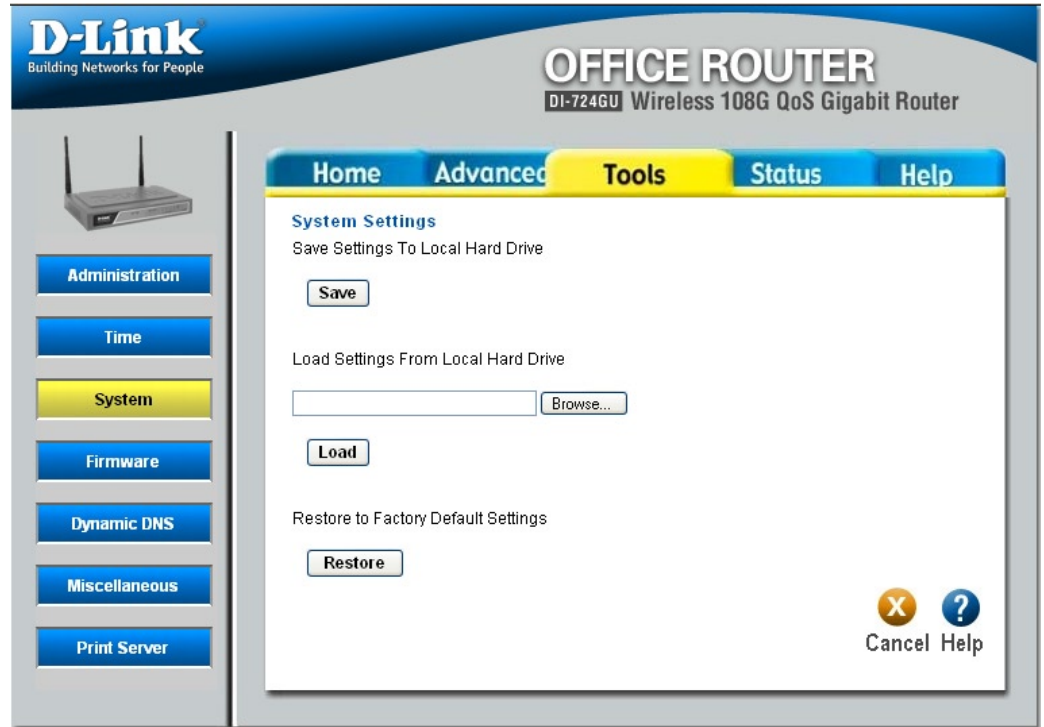 D-Link
Building Networks for People
OFFICE ROUTER
DI-724GU Wireless 108G QoS Gigabit Router
Home
Advanced
Tools
Status
Help
Administration
Time
System
Firmware
Dynamic DNS
Miscellaneous
Print Server
System Settings
Save Settings To Local Hard Drive
Save
Load Settings From Local Hard Drive
Browse...
Load
Restore to Factory Default Settings
Restore
X ?
Cancel Help